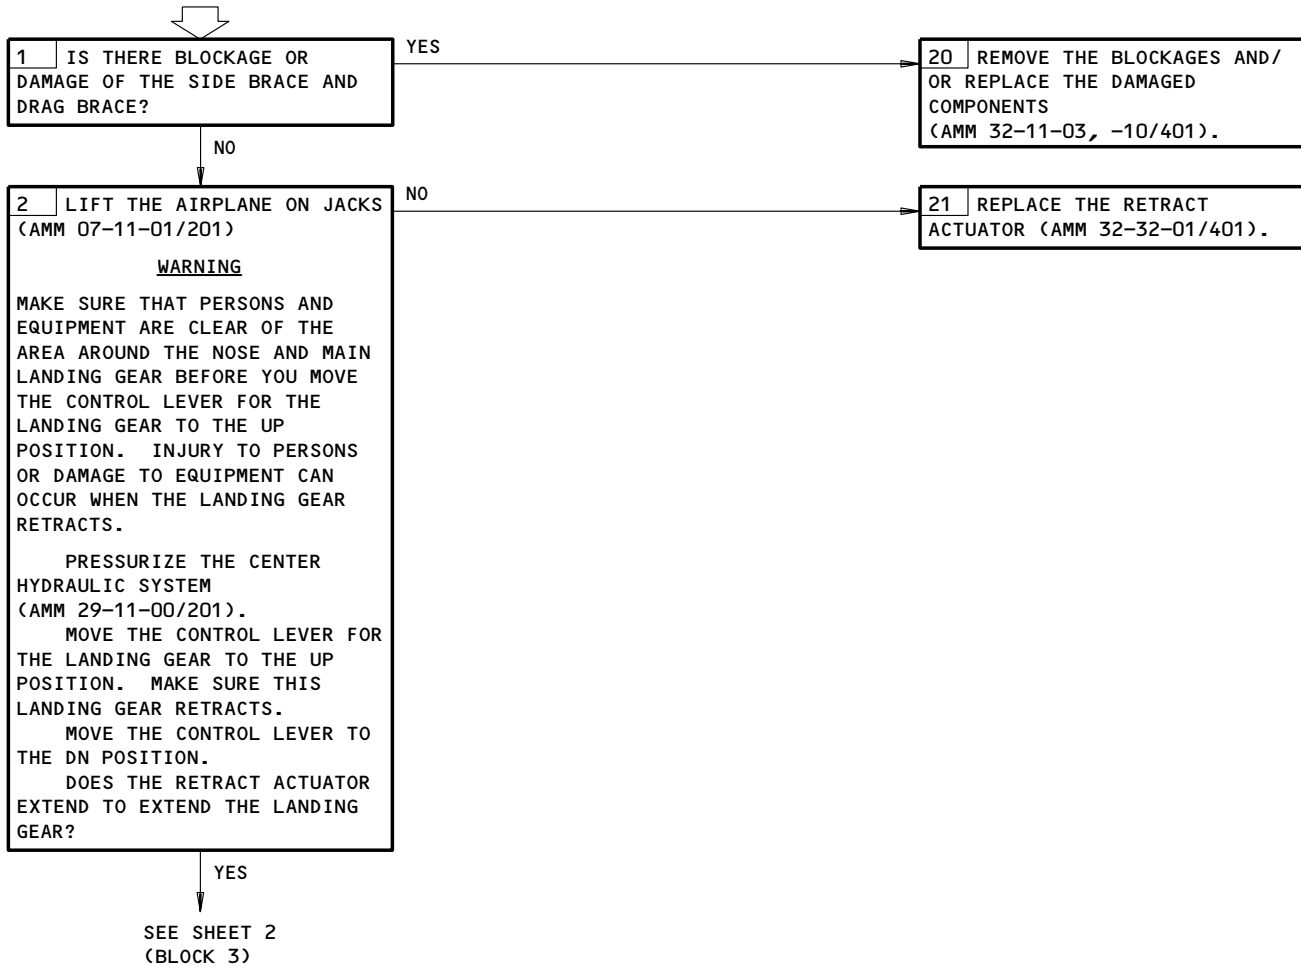 1 IS THERE BLOCKAGE OR
DAMAGE OF THE SIDE BRACE AND
DRAG BRACE?
YES
20 REMOVE THE BLOCKAGES AND/
OR REPLACE THE DAMAGED
COMPONENTS
(AMM 32-11-03, -10/401).
NO
2 LIFT THE AIRPLANE ON JACKS
(AMM 07-11-01/201)
WARNING
MAKE SURE THAT PERSONS AND
EQUIPMENT ARE CLEAR OF THE
AREA AROUND THE NOSE AND MAIN
LANDING GEAR BEFORE YOU MOVE
THE CONTROL LEVER FOR THE
LANDING GEAR TO THE UP
POSITION. INJURY TO PERSONS
OR DAMAGE TO EQUIPMENT CAN
OCCUR WHEN THE LANDING GEAR
RETRACTS.
PRESSURIZE THE CENTER
HYDRAULIC SYSTEM
(AMM 29-11-00/201).
MOVE THE CONTROL LEVER FOR
THE LANDING GEAR TO THE UP
POSITION. MAKE SURE THIS
LANDING GEAR RETRACTS.
MOVE THE CONTROL LEVER TO
THE DN POSITION.
DOES THE RETRACT ACTUATOR
EXTEND TO EXTEND THE LANDING
GEAR?
NO
21 REPLACE THE RETRACT
ACTUATOR (AMM 32-32-01/401).
YES
SEE SHEET 2
(BLOCK 3)